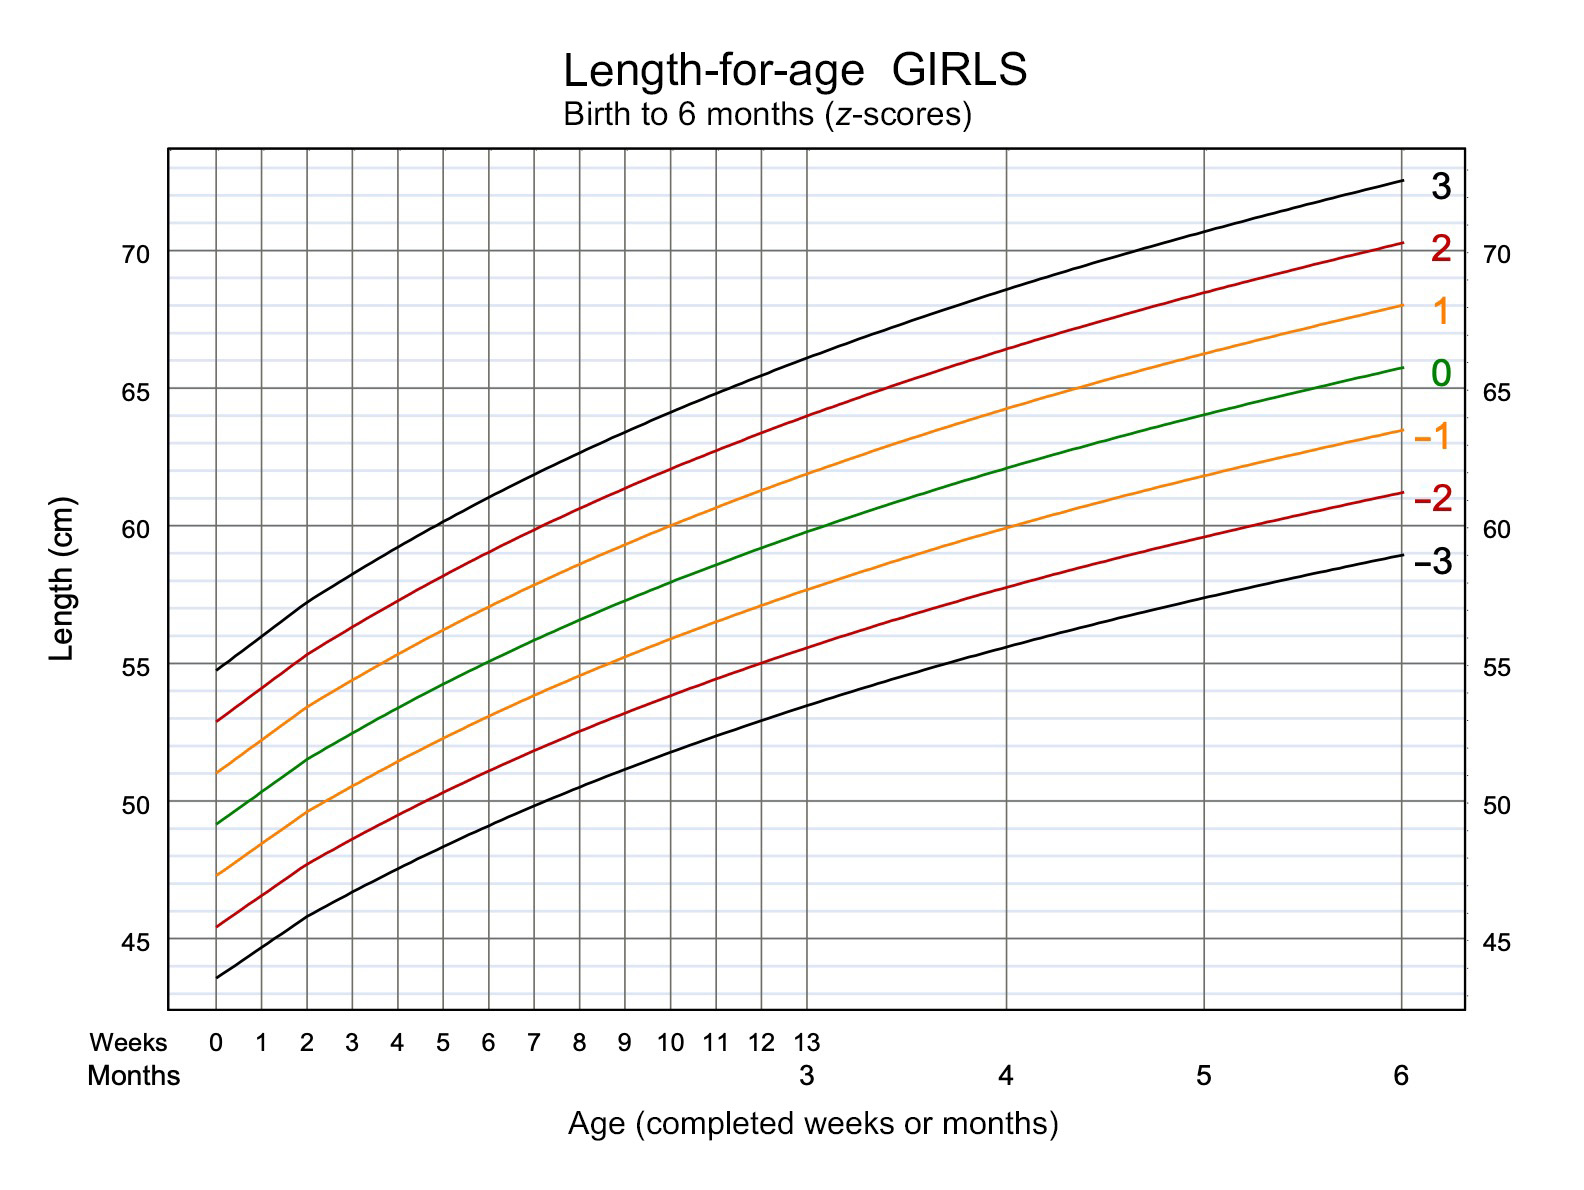 Length-for-age GIRLS
Birth to 6 months (z-scores)
3
70 2 70
1
65 0 65
–1
60 –2 60
–3
Length (cm)
55 55
50 50
45 45
Weeks 0 1 2 3 4 5 6 7 8 9 10 11 12 13
Months 3 4 5 6
Age (completed weeks or months)